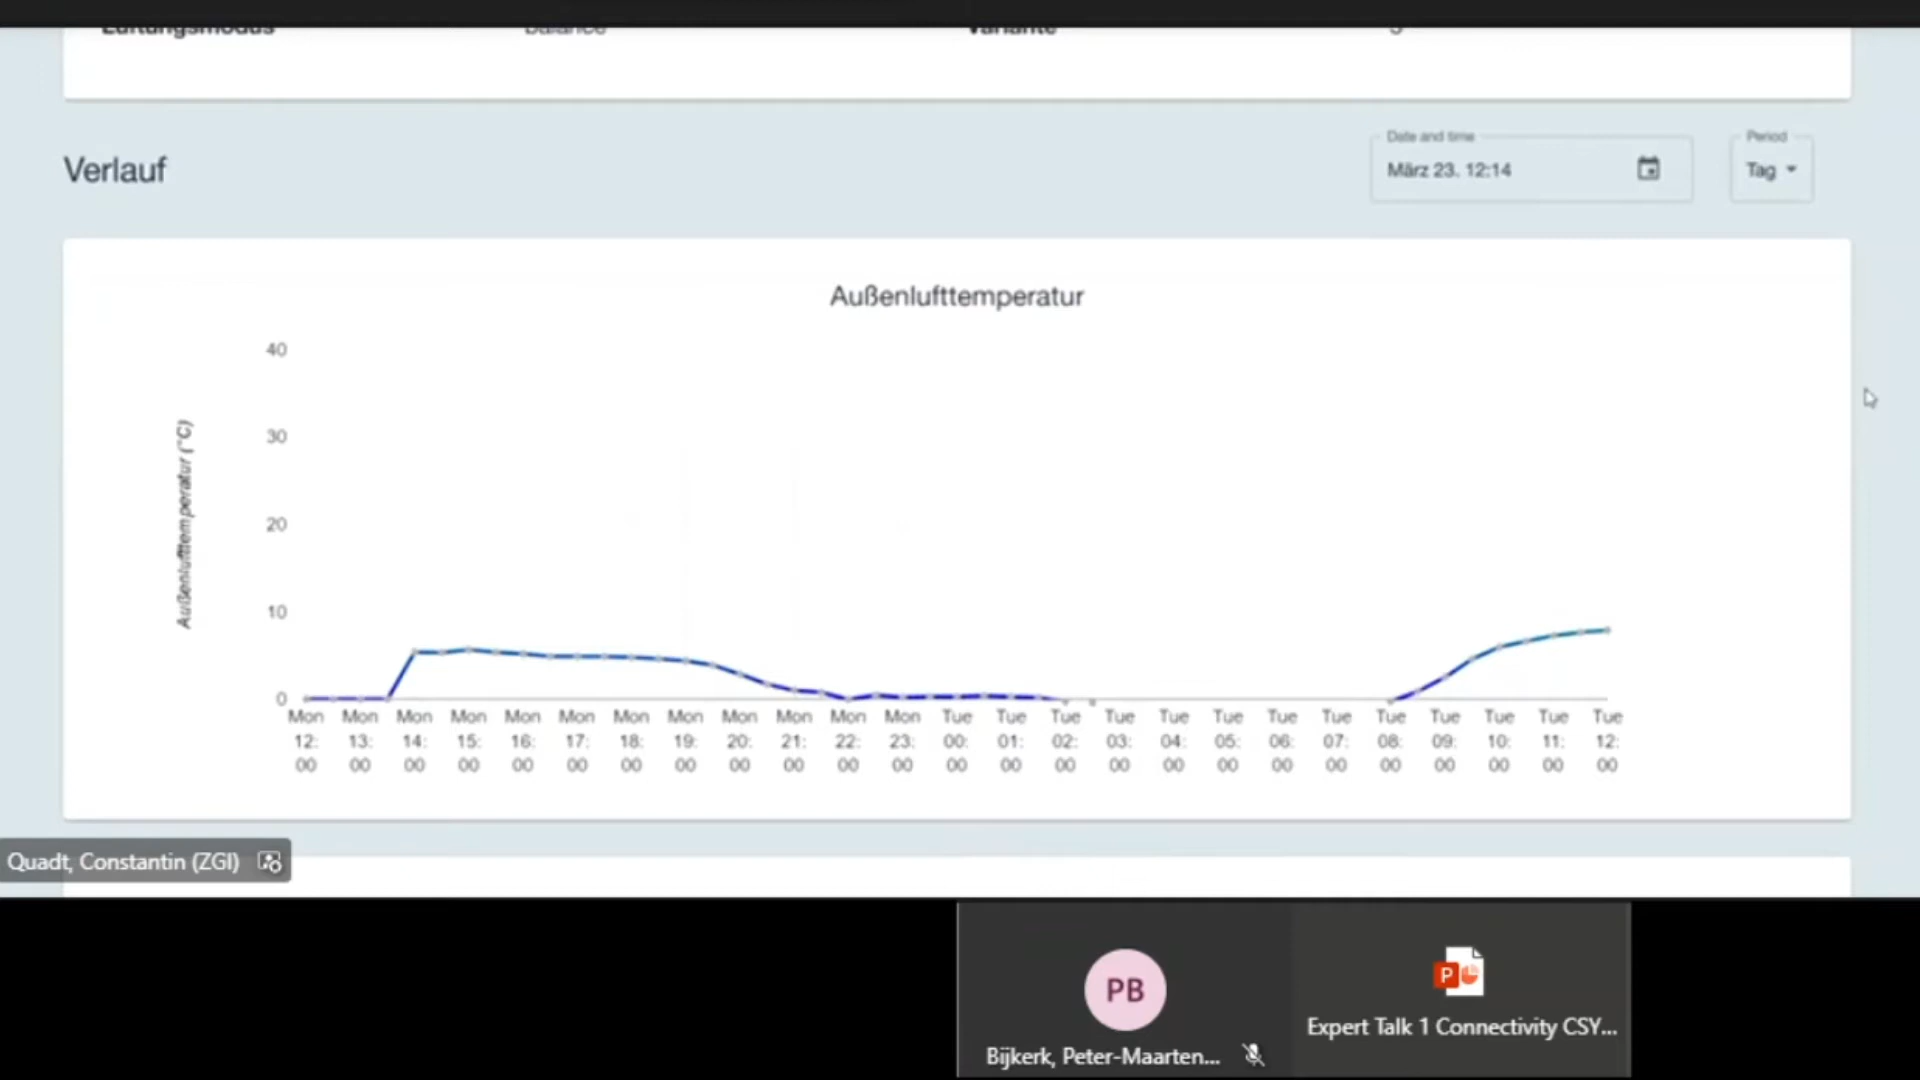 Lüftungsmodus Balance Variante
Verlauf
Date and time
März 23. 12:14
Period
Tag
Außenlufttemperatur
Außenlufttemperatur (°C)
40
30
20
10
0
Mon Mon Mon Mon Mon Mon Mon Mon Mon Mon Mon Mon Tue Tue Tue Tue Tue Tue Tue Tue Tue Tue Tue Tue Tue
12: 13: 14: 15: 16: 17: 18: 19: 20: 21: 22: 23: 00: 01: 02: 03: 04: 05: 06: 07: 08: 09: 10: 11: 12:
00 00 00 00 00 00 00 00 00 00 00 00 00 00 00 00 00 00 00 00 00 00 00 00 00
Quadt, Constantin (ZGI)
PB
Bijkerk, Peter-Maarten...
P
Expert Talk 1 Connectivity CSY...